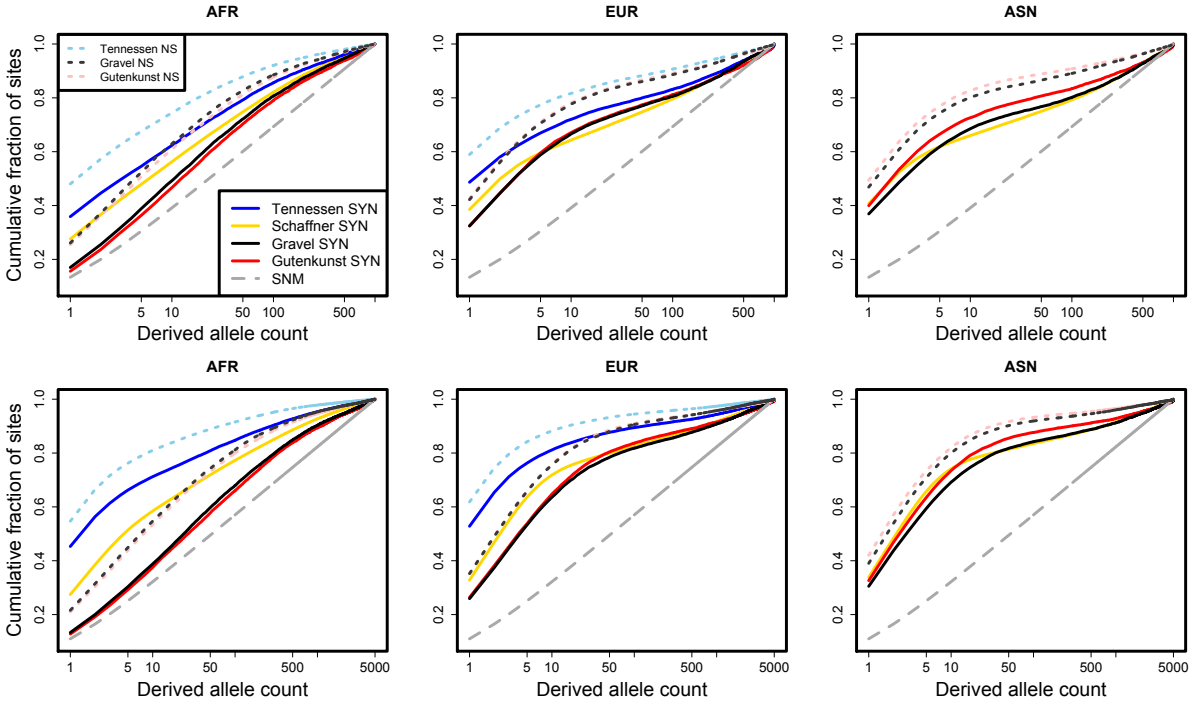 AFR
EUR
ASN
Cumulative fraction of sites
1.0
0.8
0.6
0.4
0.2
Tennessen NS
Gravel NS
Gutenkunst NS
Tennessen SYN
Schaffner SYN
Gravel SYN
Gutenkunst SYN
SNM
1 5 10 50 100 500
Derived allele count
1.0
0.8
0.6
0.4
0.2
1 5 10 50 100 500
Derived allele count
1.0
0.8
0.6
0.4
0.2
1 5 10 50 100 500
Derived allele count
AFR
EUR
ASN
Cumulative fraction of sites
1.0
0.8
0.6
0.4
0.2
1 5 10 50 500 5000
Derived allele count
1.0
0.8
0.6
0.4
0.2
1 5 10 50 500 5000
Derived allele count
1.0
0.8
0.6
0.4
0.2
1 5 10 50 500 5000
Derived allele count